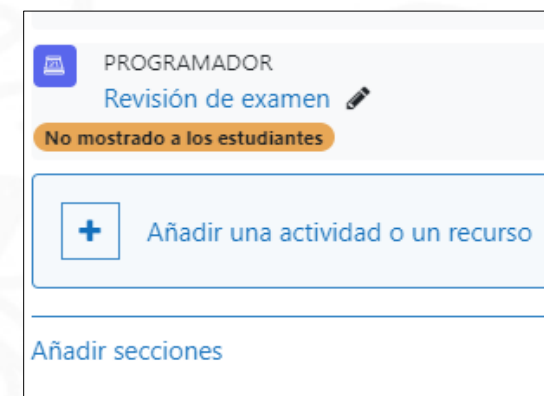 PROGRAMADOR
Revisión de examen
No mostrado a los estudiantes
Añadir una actividad o un recurso
Añadir secciones